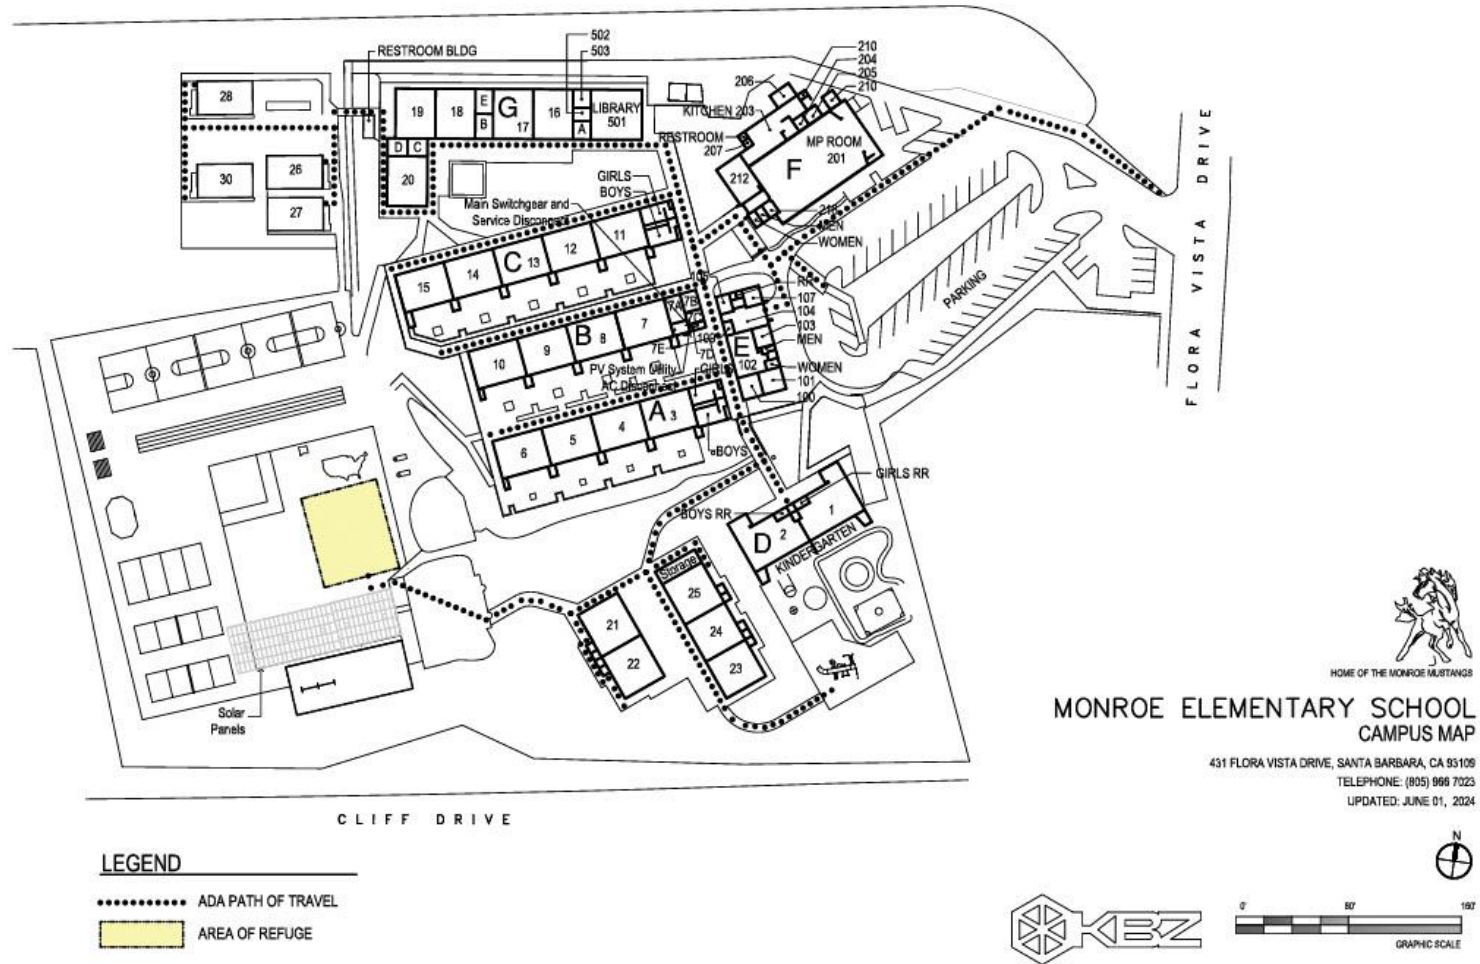 RESTROOM BLDG
502
503
28
30
26
27
19
18
E
B
G
17
16
A
LIBRARY
501
D
C
20
210
204
205
210
206
KITCHEN 203
RESTROOM
207
MP ROOM
201
F
212
MEN
WOMEN
GIRLS
BOYS
Main Switchgear and
Service Disconnect
15
14
C
13
12
11
10
9
B
8
7
7A
7B
7E
7D
PV System Utility
AC Disconnect
GIRLS
6
5
4
A
3
BOYS
RR
107
104
103
MEN
E
102
WOMEN
101
100
PARKING
FLORA VISTA DRIVE
GIRLS RR
BOYS RR
D
2
1
KINDERGARTEN
Storage
25
24
23
21
22
Solar
Panels
CLIFF DRIVE
HOME OF THE MONROE MUSTANGS
MONROE ELEMENTARY SCHOOL
CAMPUS MAP
431 FLORA VISTA DRIVE, SANTA BARBARA, CA 93109
TELEPHONE: (805) 966 7023
UPDATED: JUNE 01, 2024
LEGEND
ADA PATH OF TRAVEL
AREA OF REFUGE
N
KBZ
0'
80'
160'
GRAPHIC SCALE